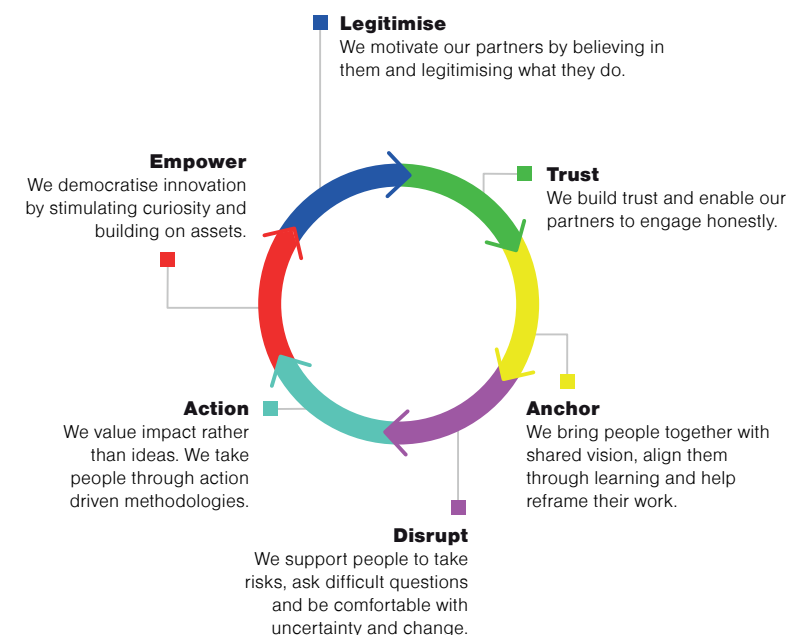 Legitimise
We motivate our partners by believing in
them and legitimising what they do.
Empower
We democratise innovation
by stimulating curiosity and
building on assets.
Trust
We build trust and enable our
partners to engage honestly.
Action
We value impact rather
than ideas. We take
people through action
driven methodologies.
Anchor
We bring people together with
shared vision, align them
through learning and help
reframe their work.
Disrupt
We support people to take
risks, ask difficult questions
and be comfortable with
uncertainty and change.